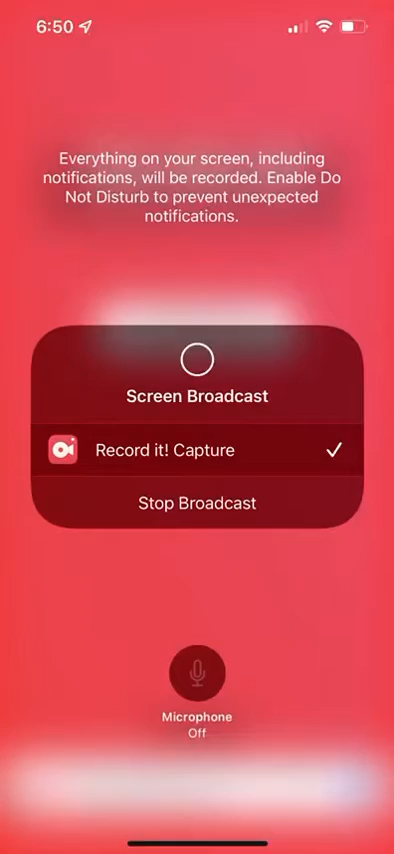 6:50
Everything on your screen, including
notifications, will be recorded. Enable Do
Not Disturb to prevent unexpected
notifications.
Screen Broadcast
Record it! Capture
Stop Broadcast
Microphone
Off